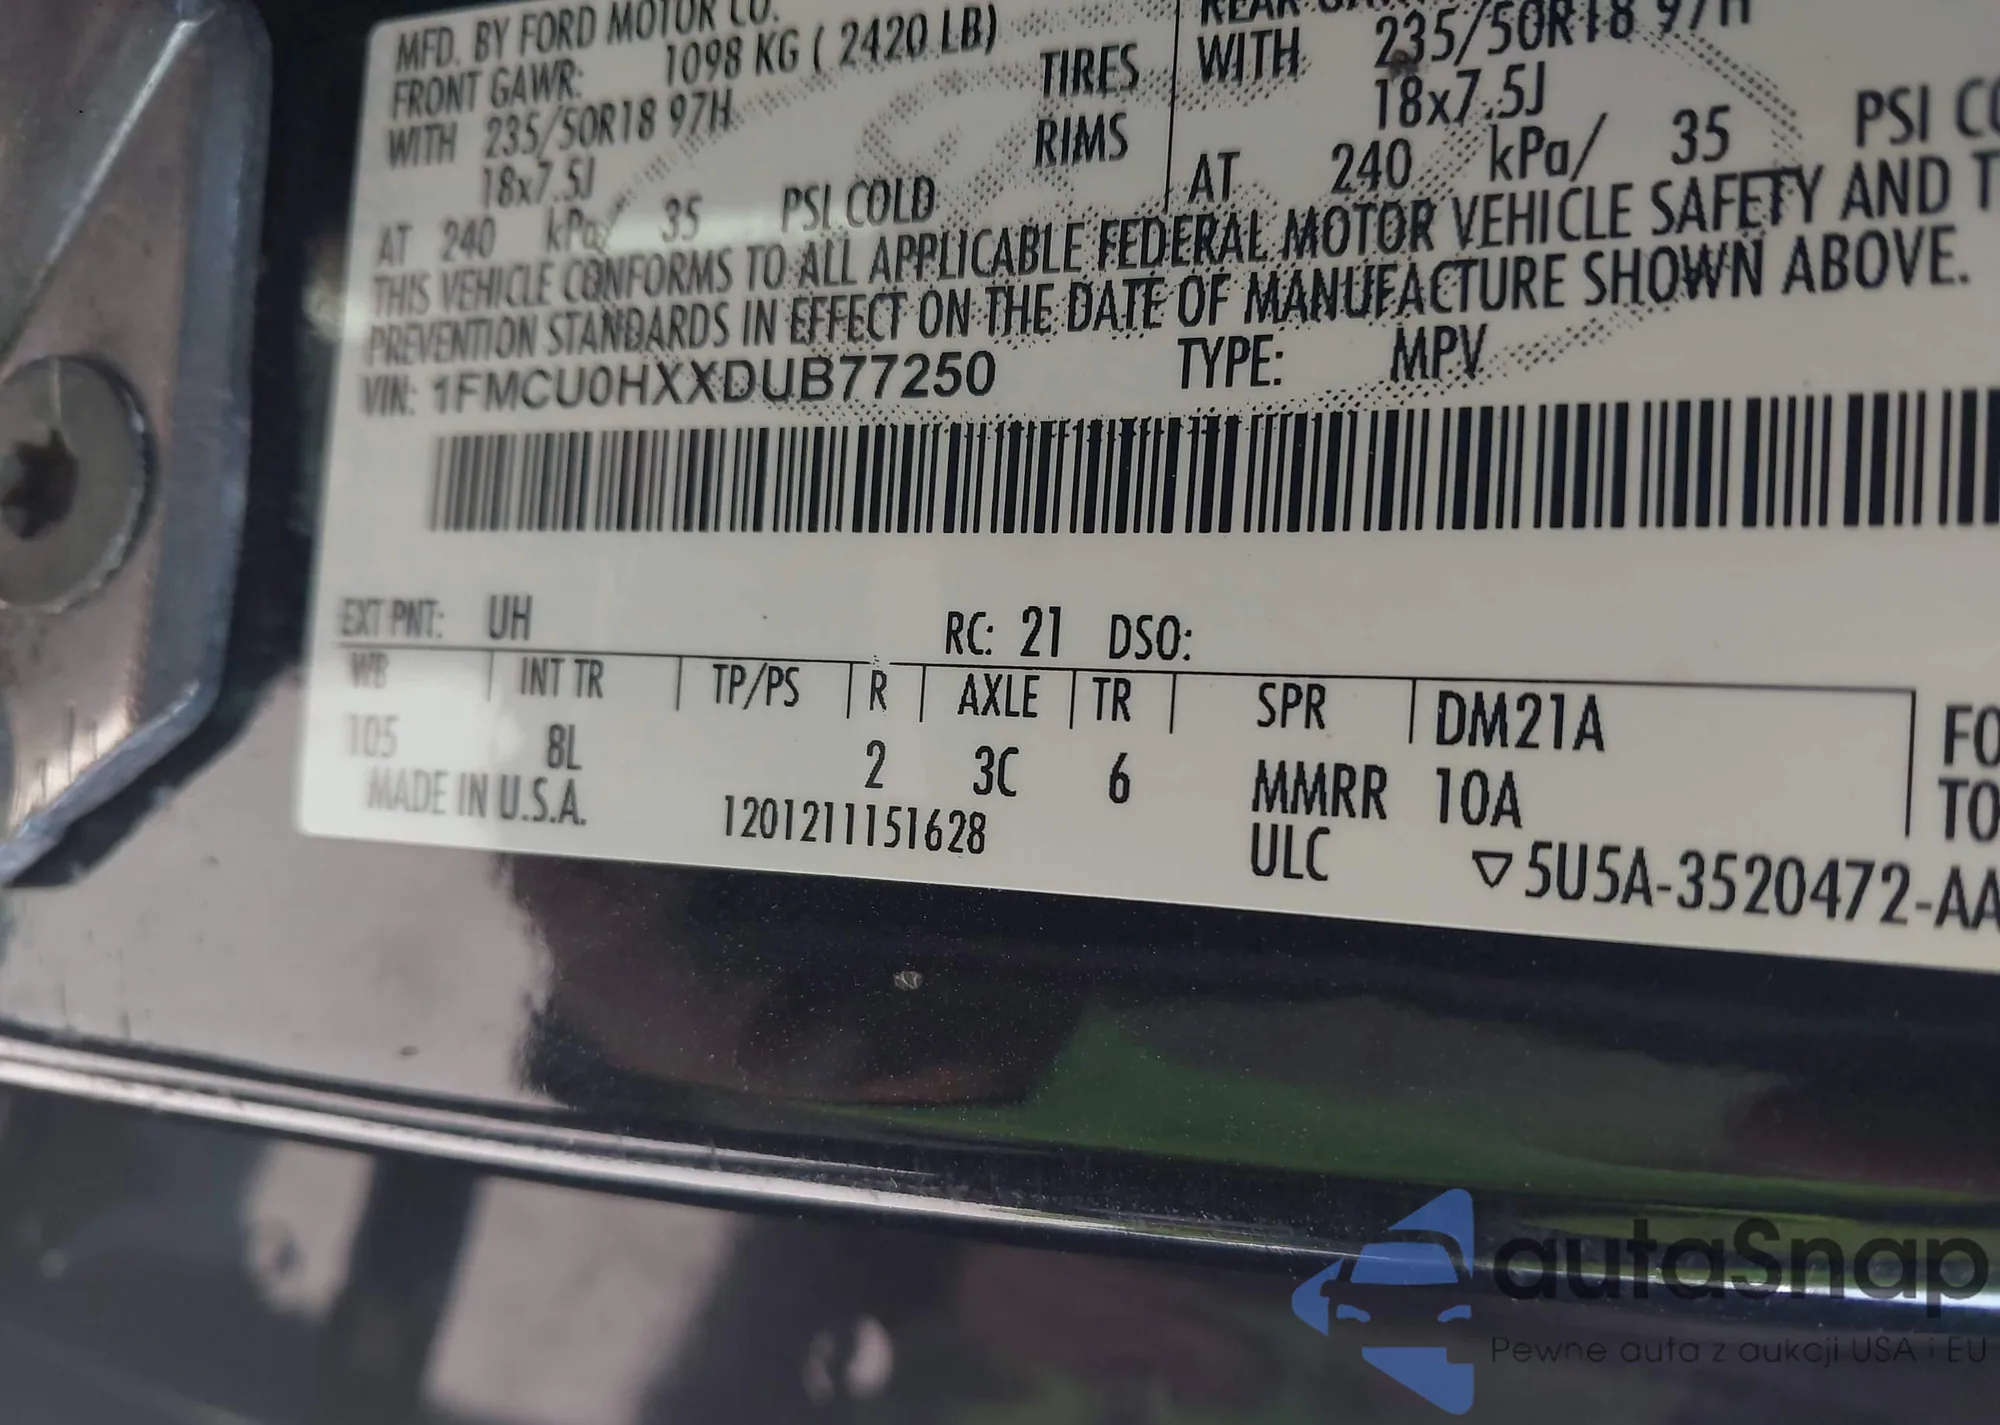 MFD. BY FORD MOTOR CO.
FRONT GAWR: 1098 KG ( 2420 LB)
WITH 235/50R18 97H TIRES
18x7.5J RIMS
AT 240 kPa/ 35 PSI COLD
WITH 235/50R18 97H
18x7.5J
AT 240 kPa/ 35 PSI
THIS VEHICLE CONFORMS TO ALL APPLICABLE FEDERAL MOTOR VEHICLE SAFETY AND
PREVENTION STANDARDS IN EFFECT ON THE DATE OF MANUFACTURE SHOWN ABOVE.
VIN: 1FMCU0HXXDUB77250 TYPE: MPV
EXT PNT: UH RC: 21 DSO:
WB INT TR TP/PS R AXLE TR SPR DM21A
105 8L 2 3C 6 MMRR 10A
MADE IN U.S.A. 1201211151628 ULC ▽5U5A-3520472-AA
autaSnap
Pewne auta z aukcji USA i EU